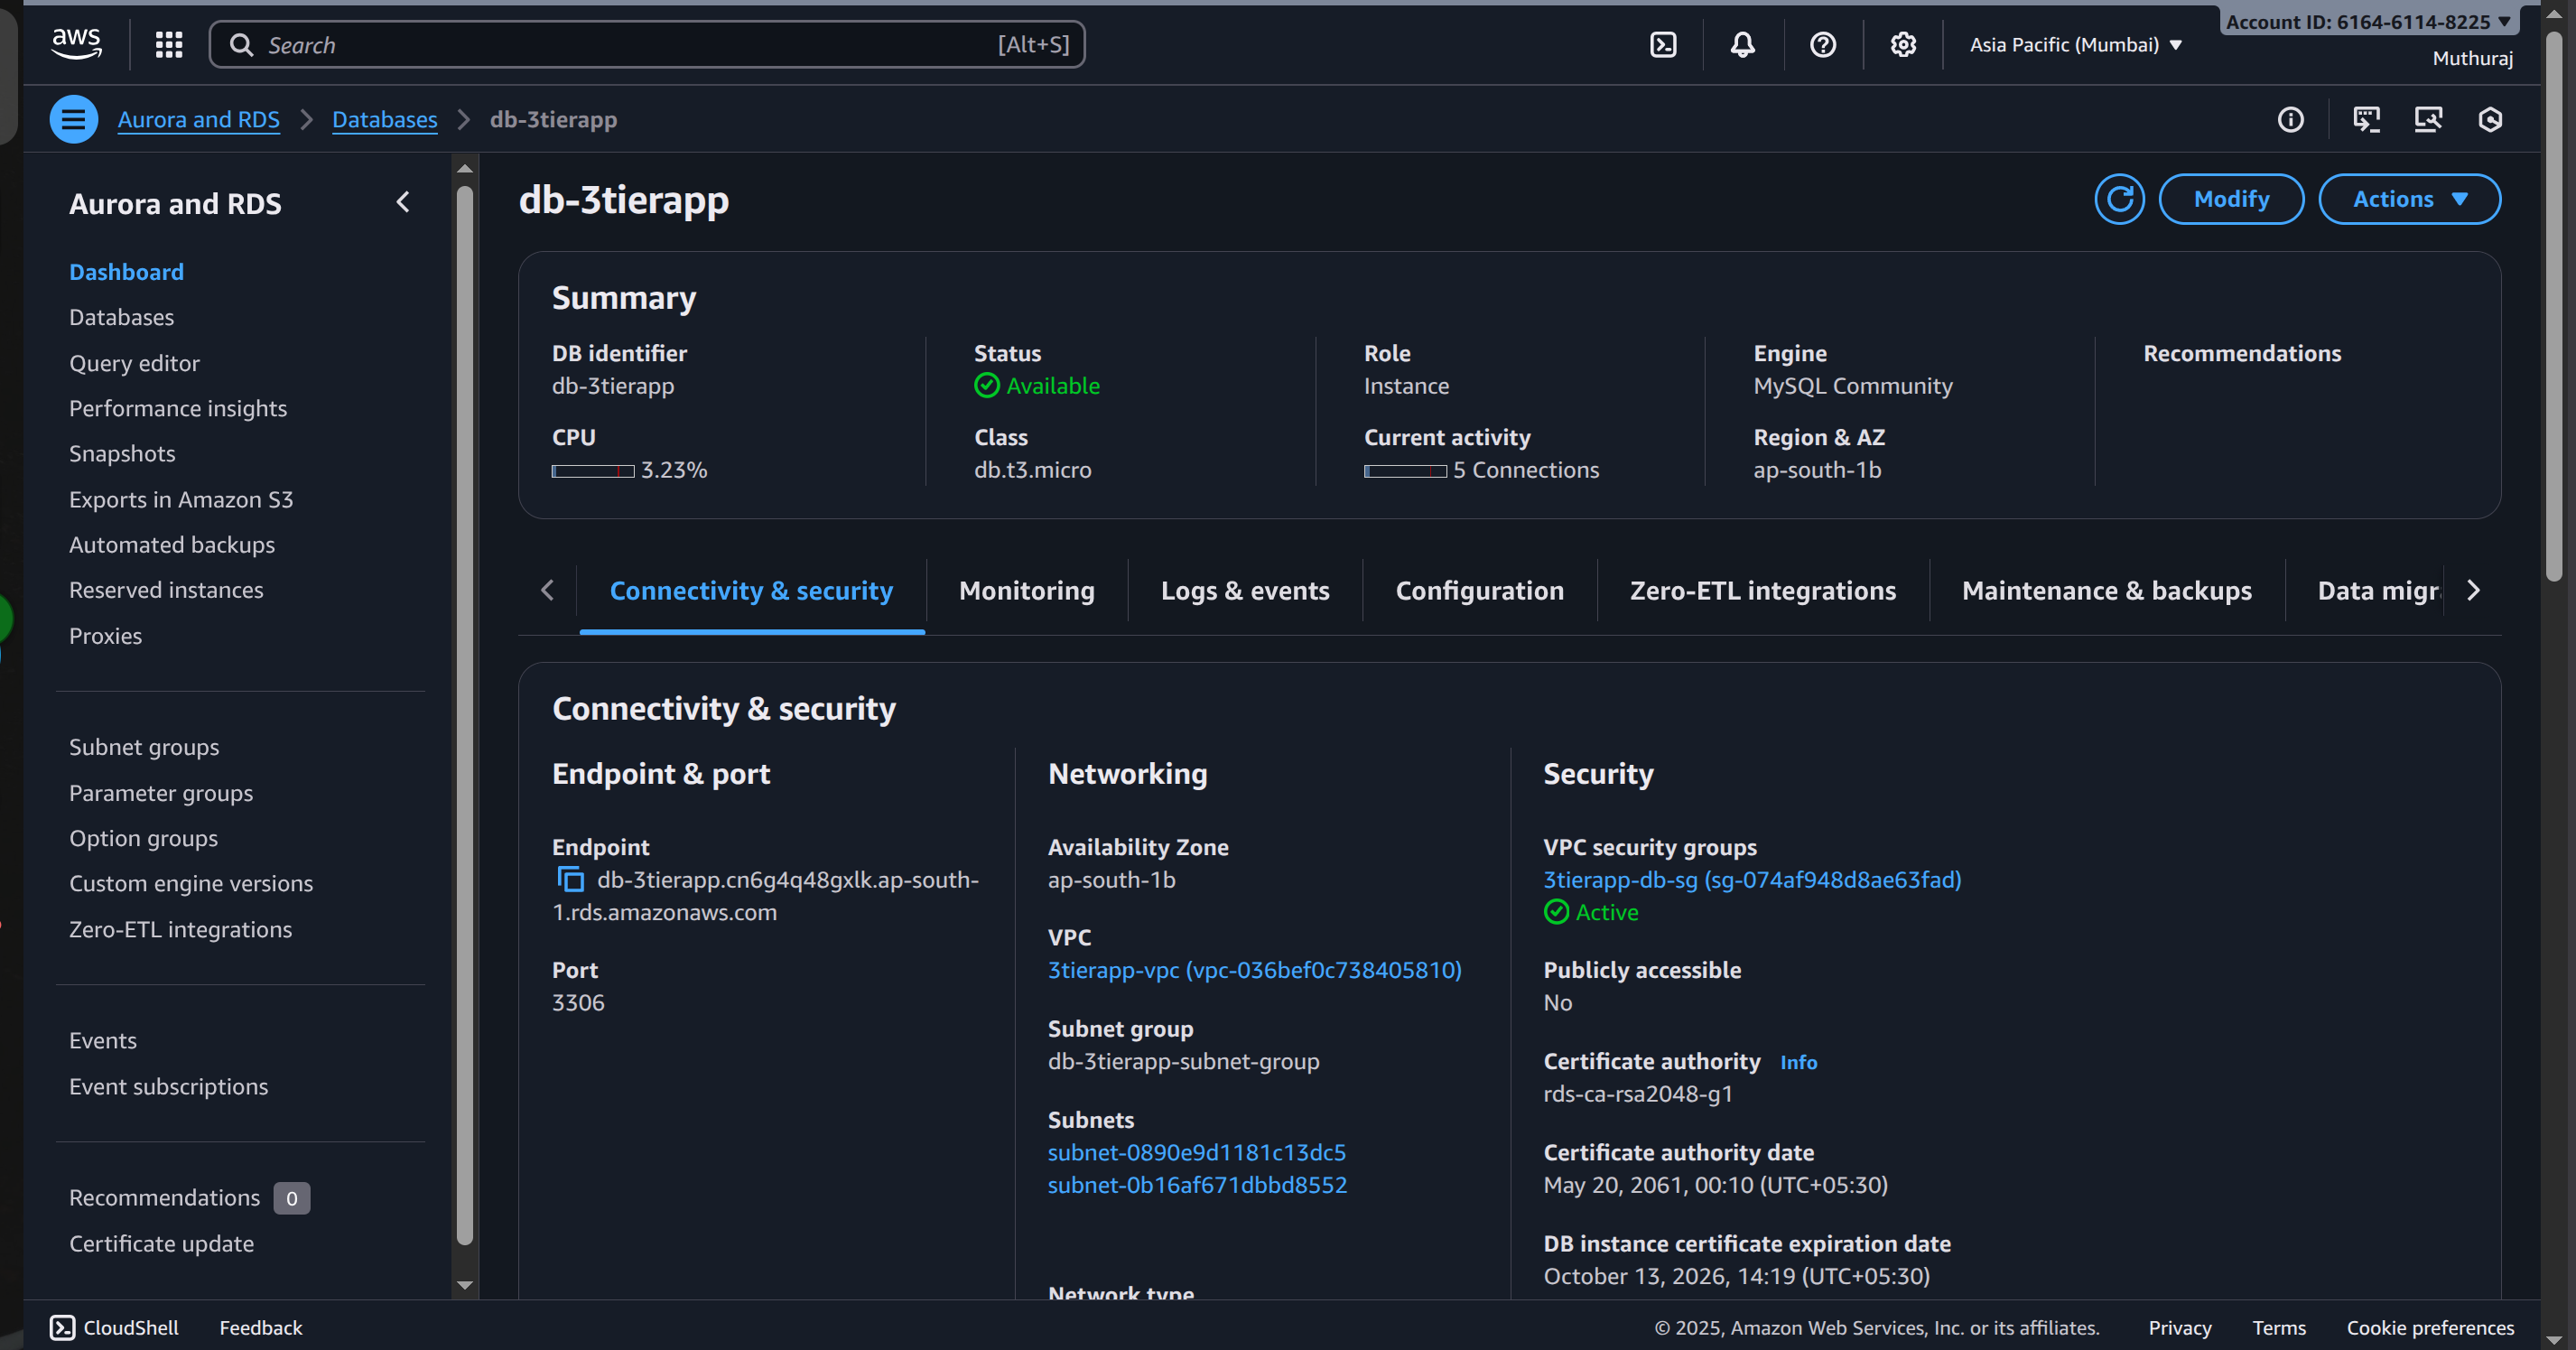 aws
Search
[Alt+S]
Asia Pacific (Mumbai)
Account ID: 6164-6114-8225
Muthuraj
Aurora and RDS
Databases
db-3tierapp
Aurora and RDS
Dashboard
Databases
Query editor
Performance insights
Snapshots
Exports in Amazon S3
Automated backups
Reserved instances
Proxies
Subnet groups
Parameter groups
Option groups
Custom engine versions
Zero-ETL integrations
Events
Event subscriptions
Recommendations 0
Certificate update
db-3tierapp
Modify
Actions
Summary
DB identifier
db-3tierapp
Status
Available
Role
Instance
Engine
MySQL Community
Recommendations
CPU
3.23%
Class
db.t3.micro
Current activity
5 Connections
Region & AZ
ap-south-1b
Connectivity & security
Monitoring
Logs & events
Configuration
Zero-ETL integrations
Maintenance & backups
Data migr
Connectivity & security
Endpoint & port
Endpoint
db-3tierapp.cn6g4q48gxlk.ap-south-
1.rds.amazonaws.com
Port
3306
Networking
Availability Zone
ap-south-1b
VPC
3tierapp-vpc (vpc-036bef0c738405810)
Subnet group
db-3tierapp-subnet-group
Subnets
subnet-0890e9d1181c13dc5
subnet-0b16af671dbbd8552
Network type
Security
VPC security groups
3tierapp-db-sg (sg-074af948d8ae63fad)
Active
Publicly accessible
No
Certificate authority Info
rds-ca-rsa2048-g1
Certificate authority date
May 20, 2061, 00:10 (UTC+05:30)
DB instance certificate expiration date
October 13, 2026, 14:19 (UTC+05:30)
CloudShell
Feedback
© 2025, Amazon Web Services, Inc. or its affiliates.
Privacy
Terms
Cookie preferences